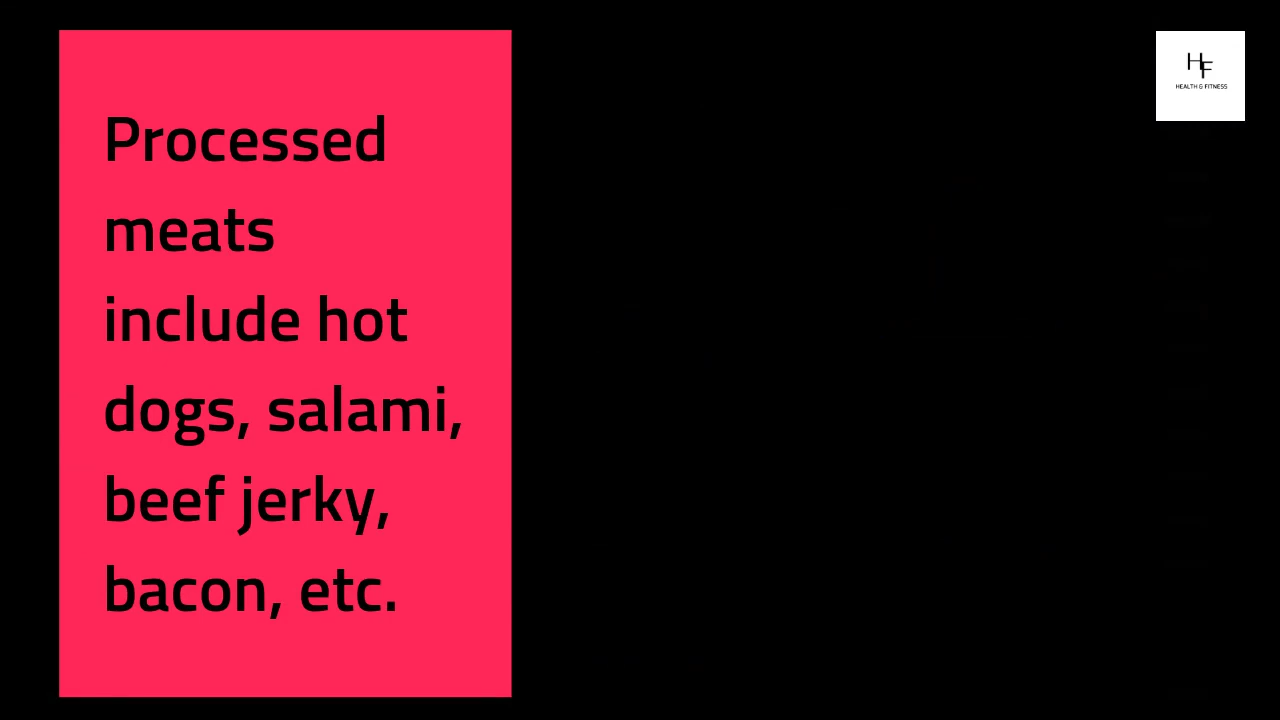 Processed
meats
include hot
dogs, salami,
beef jerky,
bacon, etc.
HF
HEALTH & FITNESS